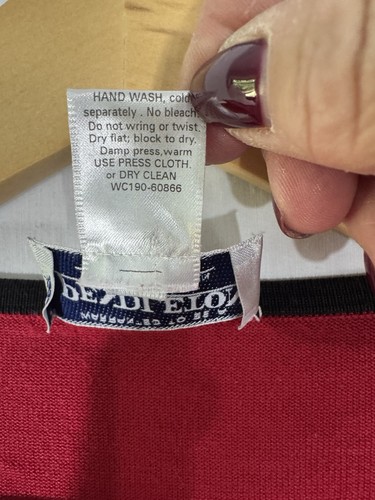 HAND WASH, cold
separately . No bleach.
Do not wring or twist.
Dry flat; block to dry.
Damp press, warm
USE PRESS CLOTH.
or DRY CLEAN
WC190-60866